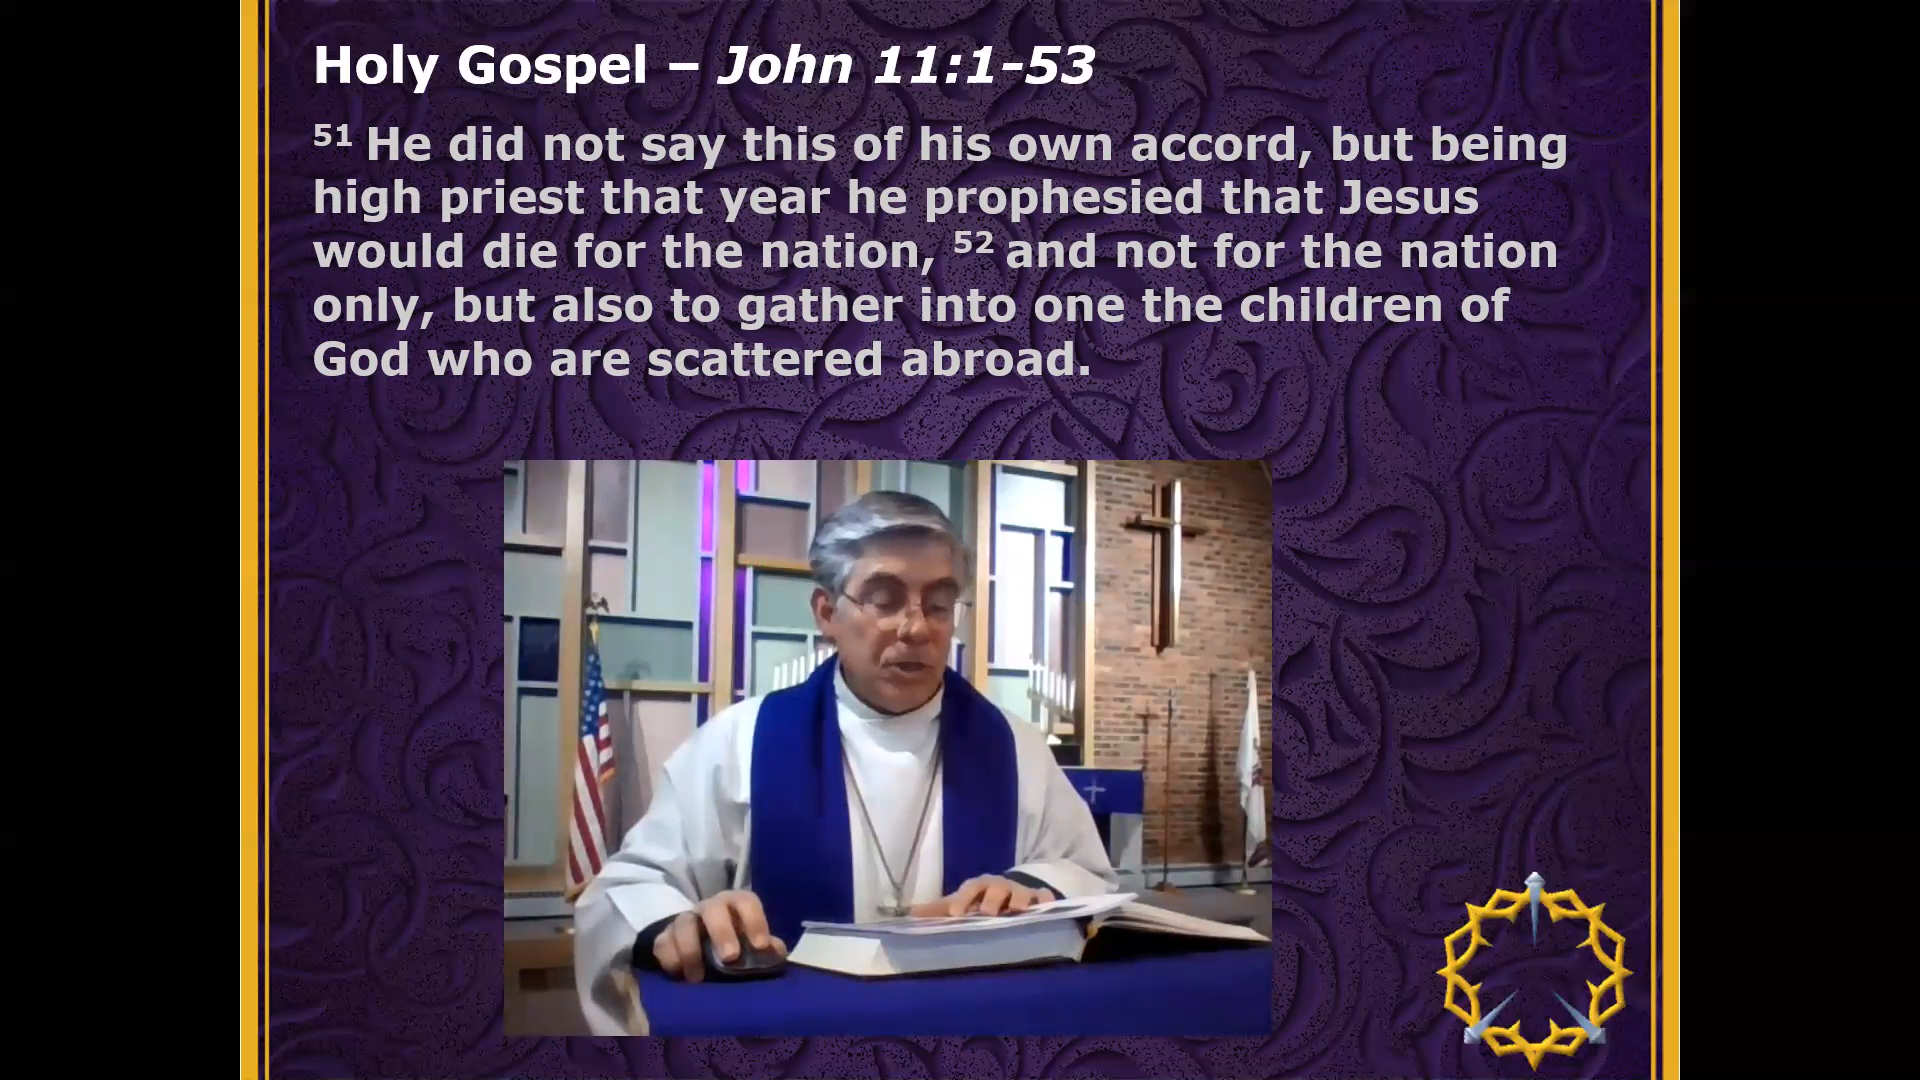 Holy Gospel – John 11:1-53
51 He did not say this of his own accord, but being
high priest that year he prophesied that Jesus
would die for the nation, 52 and not for the nation
only, but also to gather into one the children of
God who are scattered abroad.